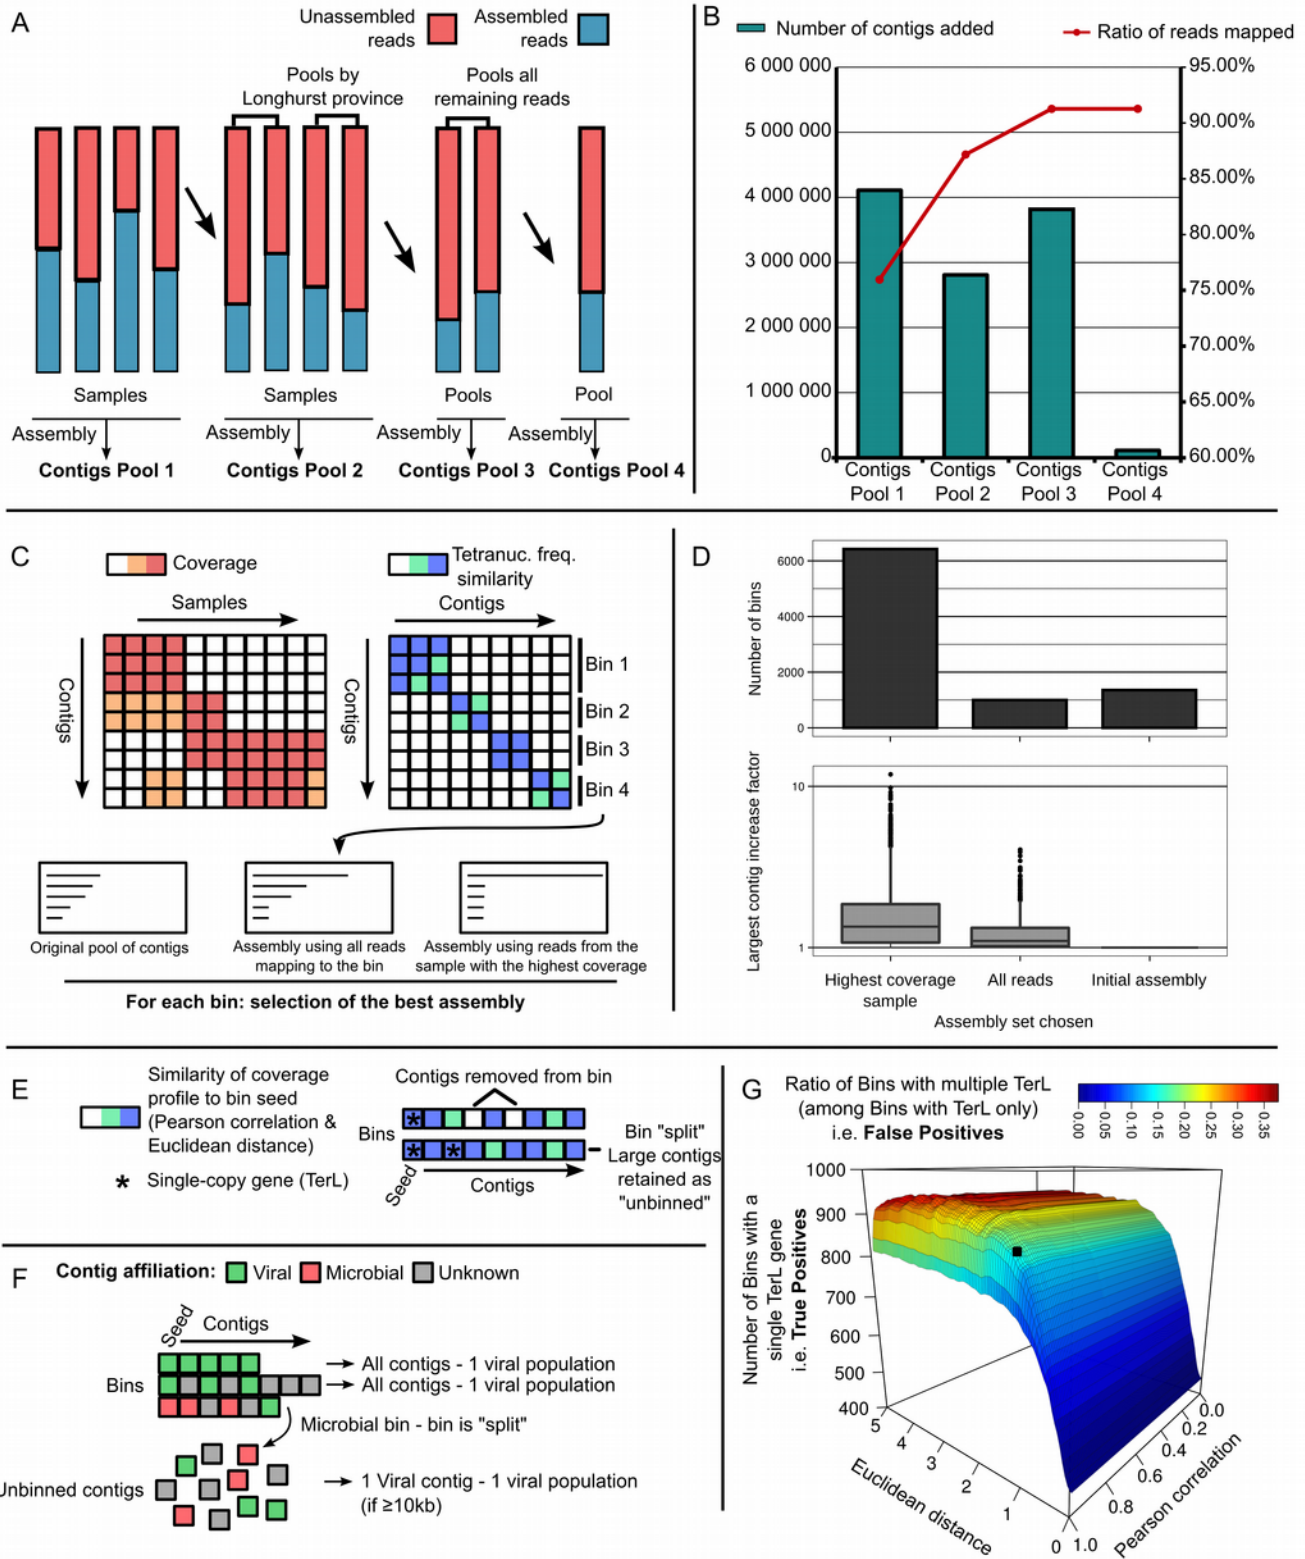 A
Unassembled
reads
Assembled
reads
Pools by
Longhurst province
Pools all
remaining reads
Samples
Samples
Pools
Pool
Assembly
Assembly
Assembly
Assembly
Contigs Pool 1
Contigs Pool 2
Contigs Pool 3
Contigs Pool 4
B
Number of contigs added
Ratio of reads mapped
6 000 000
5 000 000
4 000 000
3 000 000
2 000 000
1 000 000
0
95.00%
90.00%
85.00%
80.00%
75.00%
70.00%
65.00%
60.00%
Contigs
Pool 1
Contigs
Pool 2
Contigs
Pool 3
Contigs
Pool 4
C
Coverage
Samples
Contigs
Tetranuc. freq.
similarity
Contigs
Contigs
Bin 1
Bin 2
Bin 3
Bin 4
Original pool of contigs
Assembly using all reads
mapping to the bin
Assembly using reads from the
sample with the highest coverage
For each bin: selection of the best assembly
D
Number of bins
6000
4000
2000
0
Largest contig increase factor
10
1
Highest coverage
sample
All reads
Initial assembly
Assembly set chosen
E
Similarity of coverage
profile to bin seed
(Pearson correlation &
Euclidean distance)
* Single-copy gene (TerL)
Contigs removed from bin
Bins
*
* *
Seed
Contigs
Bin "split"
Large contigs
retained as
"unbinned"
F
Contig affiliation:
Viral
Microbial
Unknown
Seed
Contigs
Bins
All contigs - 1 viral population
All contigs - 1 viral population
Microbial bin - bin is "split"
Unbinned contigs
1 Viral contig - 1 viral population
(if ≥10kb)
G
Ratio of Bins with multiple TerL
(among Bins with TerL only)
i.e. False Positives
0.00
0.05
0.10
0.15
0.20
0.25
0.30
0.35
Number of Bins with a
single TerL gene
i.e. True Positives
1000
900
800
700
600
500
400
5
4
3
2
1
0
Euclidean distance
0.0
0.2
0.4
0.6
0.8
1.0
Pearson correlation